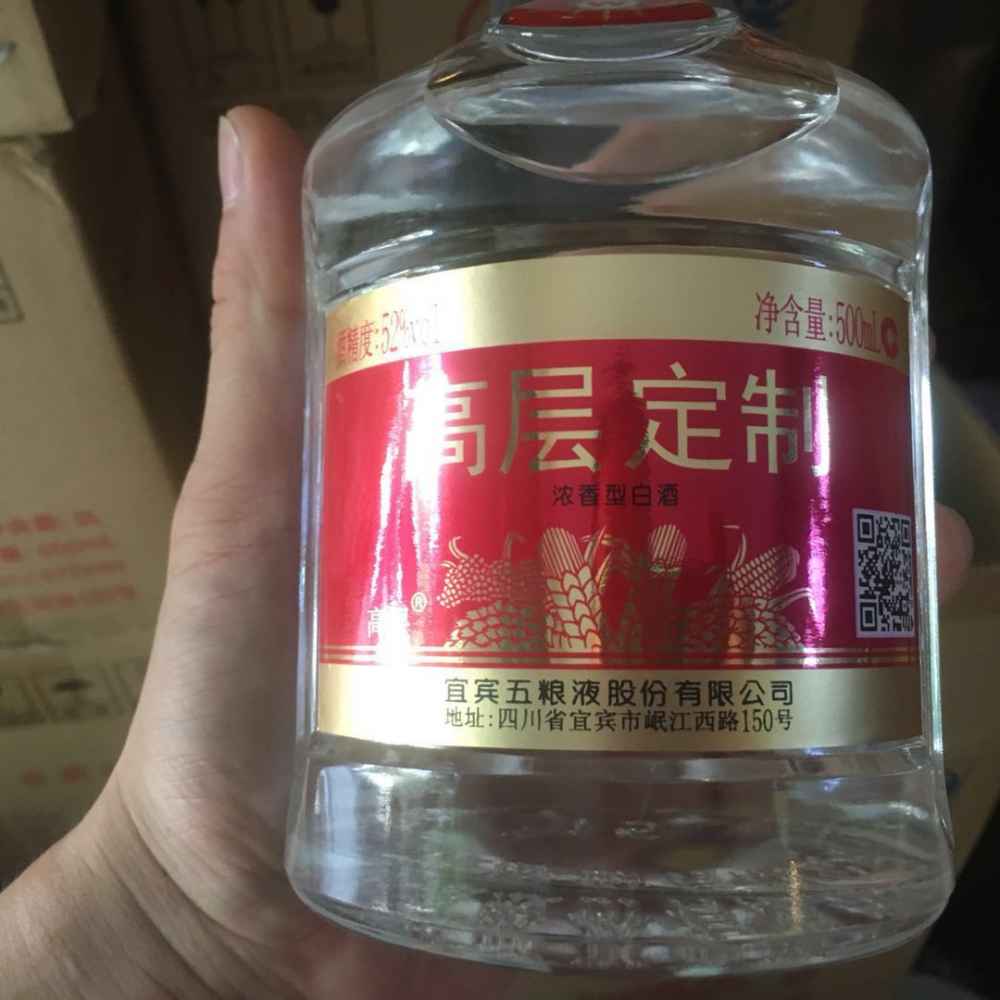 酒精度:52%vol
净含量:500mL
高层定制
浓香型白酒
®
宜宾五粮液股份有限公司
地址:四川省宜宾市岷江西路150号